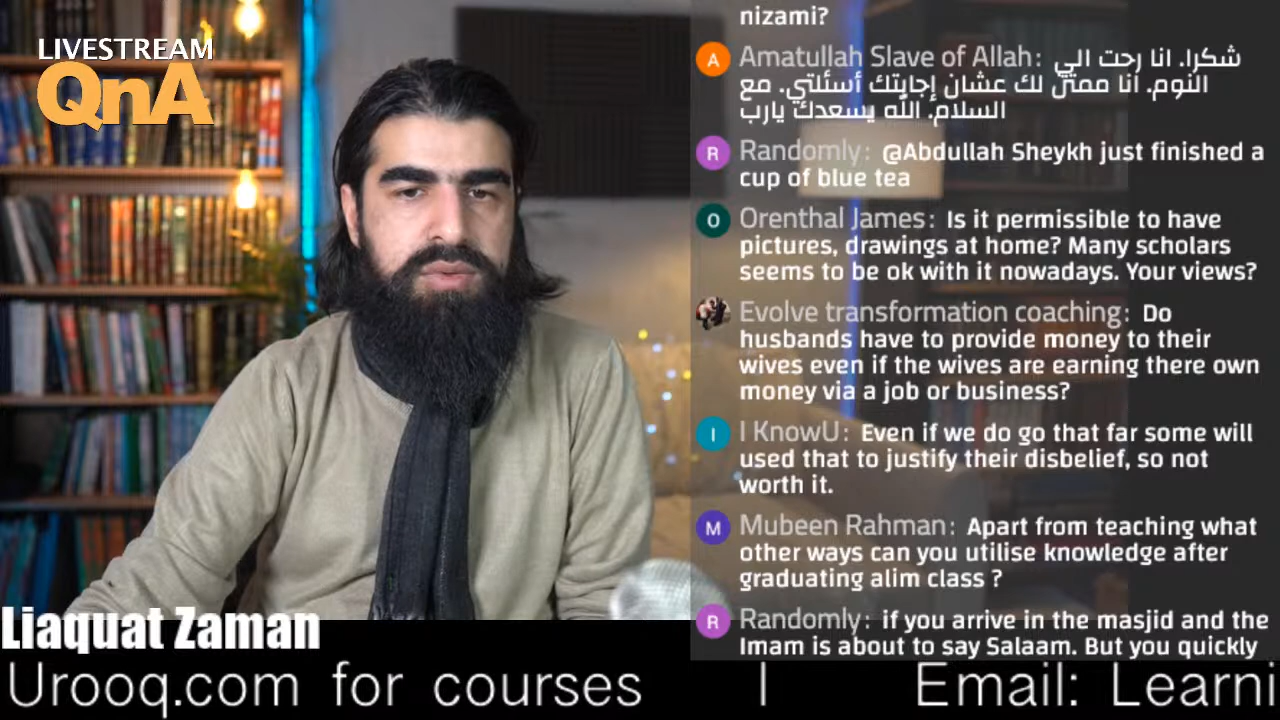 LIVESTREAM
QnA
nizami?
A
Amatullah Slave of Allah: شكرا. انا رحت الي
النوم. انا ممتن لك عشان إجابتك أسئلتي. مع
السلام. الله يسعدك يارب
R
Randomly: @Abdullah Sheykh just finished a
cup of blue tea
O
Orenthal James: Is it permissible to have
pictures, drawings at home? Many scholars
seems to be ok with it nowadays. Your views?
Evolve transformation coaching: Do
husbands have to provide money to their
wives even if the wives are earning there own
money via a job or business?
I
I KnowU: Even if we do go that far some will
used that to justify their disbelief, so not
worth it.
M
Mubeen Rahman: Apart from teaching what
other ways can you utilise knowledge after
graduating alim class ?
R
Randomly: if you arrive in the masjid and the
Imam is about to say Salaam. But you quickly
Liaquat Zaman
Urooq.com for courses | Email: Learni